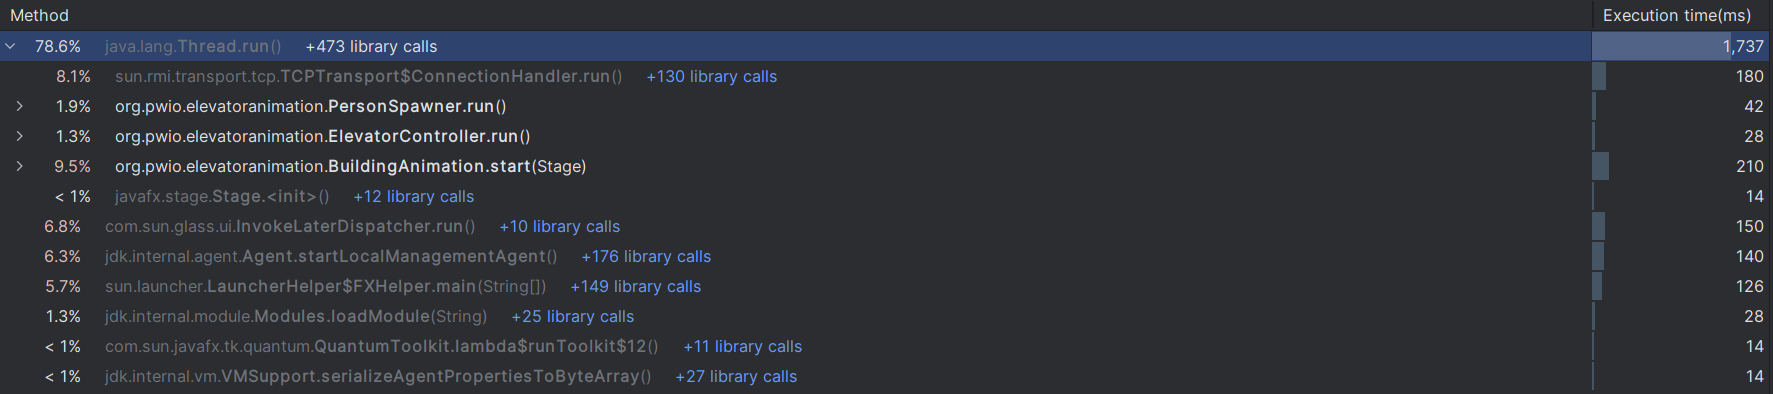 Method Execution time(ms)
78.6% java.lang.Thread.run() +473 library calls 1,737
8.1% sun.rmi.transport.tcp.TCPTransport$ConnectionHandler.run() +130 library calls 180
1.9% org.pwio.elevatoranimation.PersonSpawner.run() 42
1.3% org.pwio.elevatoranimation.ElevatorController.run() 28
9.5% org.pwio.elevatoranimation.BuildingAnimation.start(Stage) 210
< 1% javafx.stage.Stage.<init>() +12 library calls 14
6.8% com.sun.glass.ui.InvokeLaterDispatcher.run() +10 library calls 150
6.3% jdk.internal.agent.Agent.startLocalManagementAgent() +176 library calls 140
5.7% sun.launcher.LauncherHelper$FXHelper.main(String[]) +149 library calls 126
1.3% jdk.internal.module.Modules.loadModule(String) +25 library calls 28
< 1% com.sun.javafx.tk.quantum.QuantumToolkit.lambda$runToolkit$12() +11 library calls 14
< 1% jdk.internal.vm.VMSupport.serializeAgentPropertiesToByteArray() +27 library calls 14